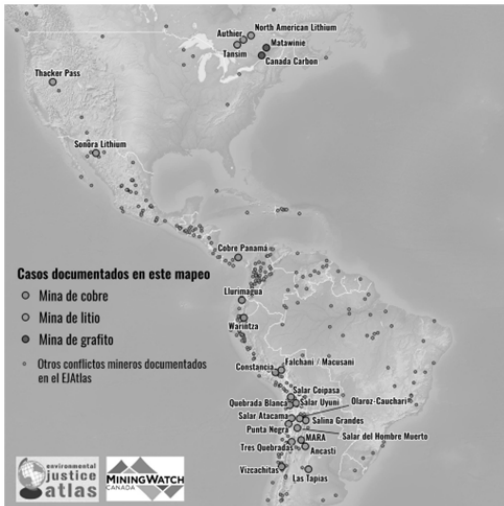 North American Lithium
Authier
Matawinie
Tansim
Canada Carbon
Thacker Pass
Sonora Lithium
Cobre Panamá
Casos documentados en este mapeo
Mina de cobre
Mina de litio
Mina de grafito
Otros conflictos mineros documentados
en el EJAtlas
Llurimagua
Warintza
Falchani / Macusani
Constancia
Salar Coipasa
Quebrada Blanca
Salar Uyuni
Olaroz-Cauchari
Salar Atacama
Salina Grandes
Punta Negra
Salar del Hombre Muerto
MARA
Tres Quebradas
Ancasti
Vizcachitas
Las Tapias
environmental
justice
atlas
MININGWATCH
CANADA